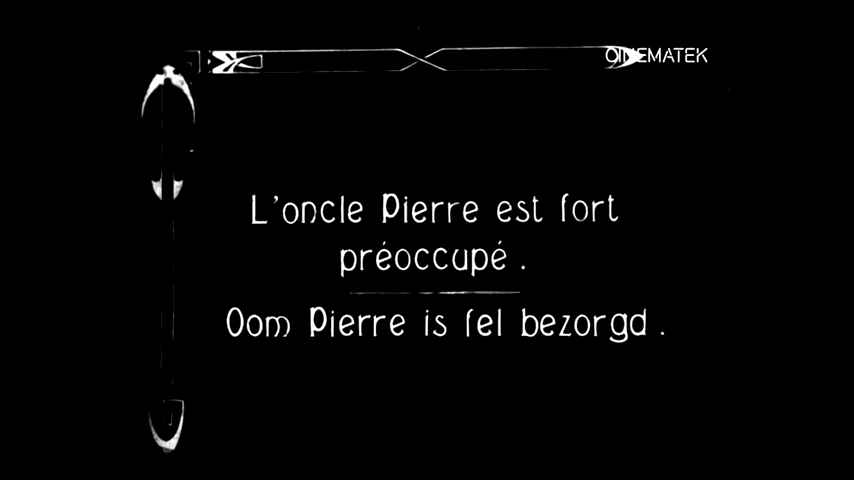 CINEMATEK
L'oncle Pierre est fort
préoccupé.
Oom Pierre is fel bezorgd.